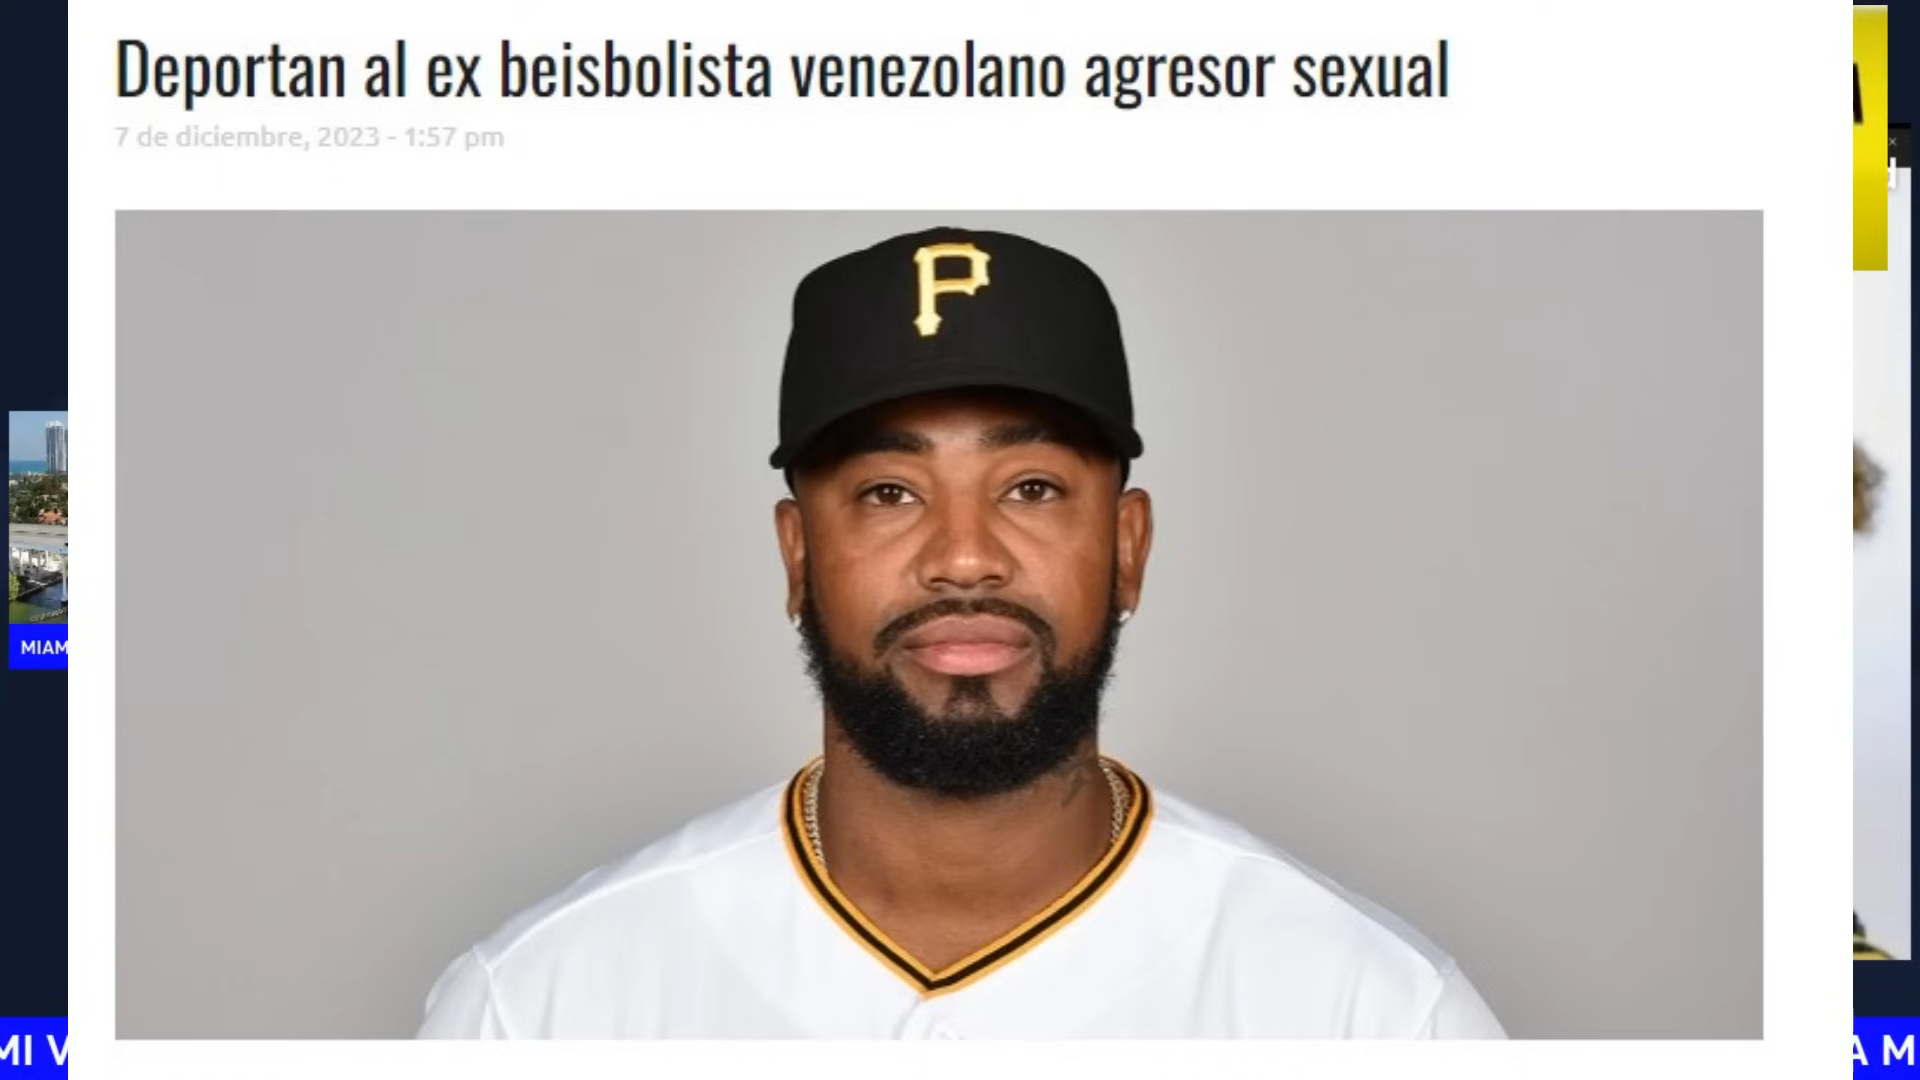 Deportan al ex beisbolista venezolano agresor sexual
7 de diciembre, 2023 - 1:57 pm
P
MIAM
MI V
A M